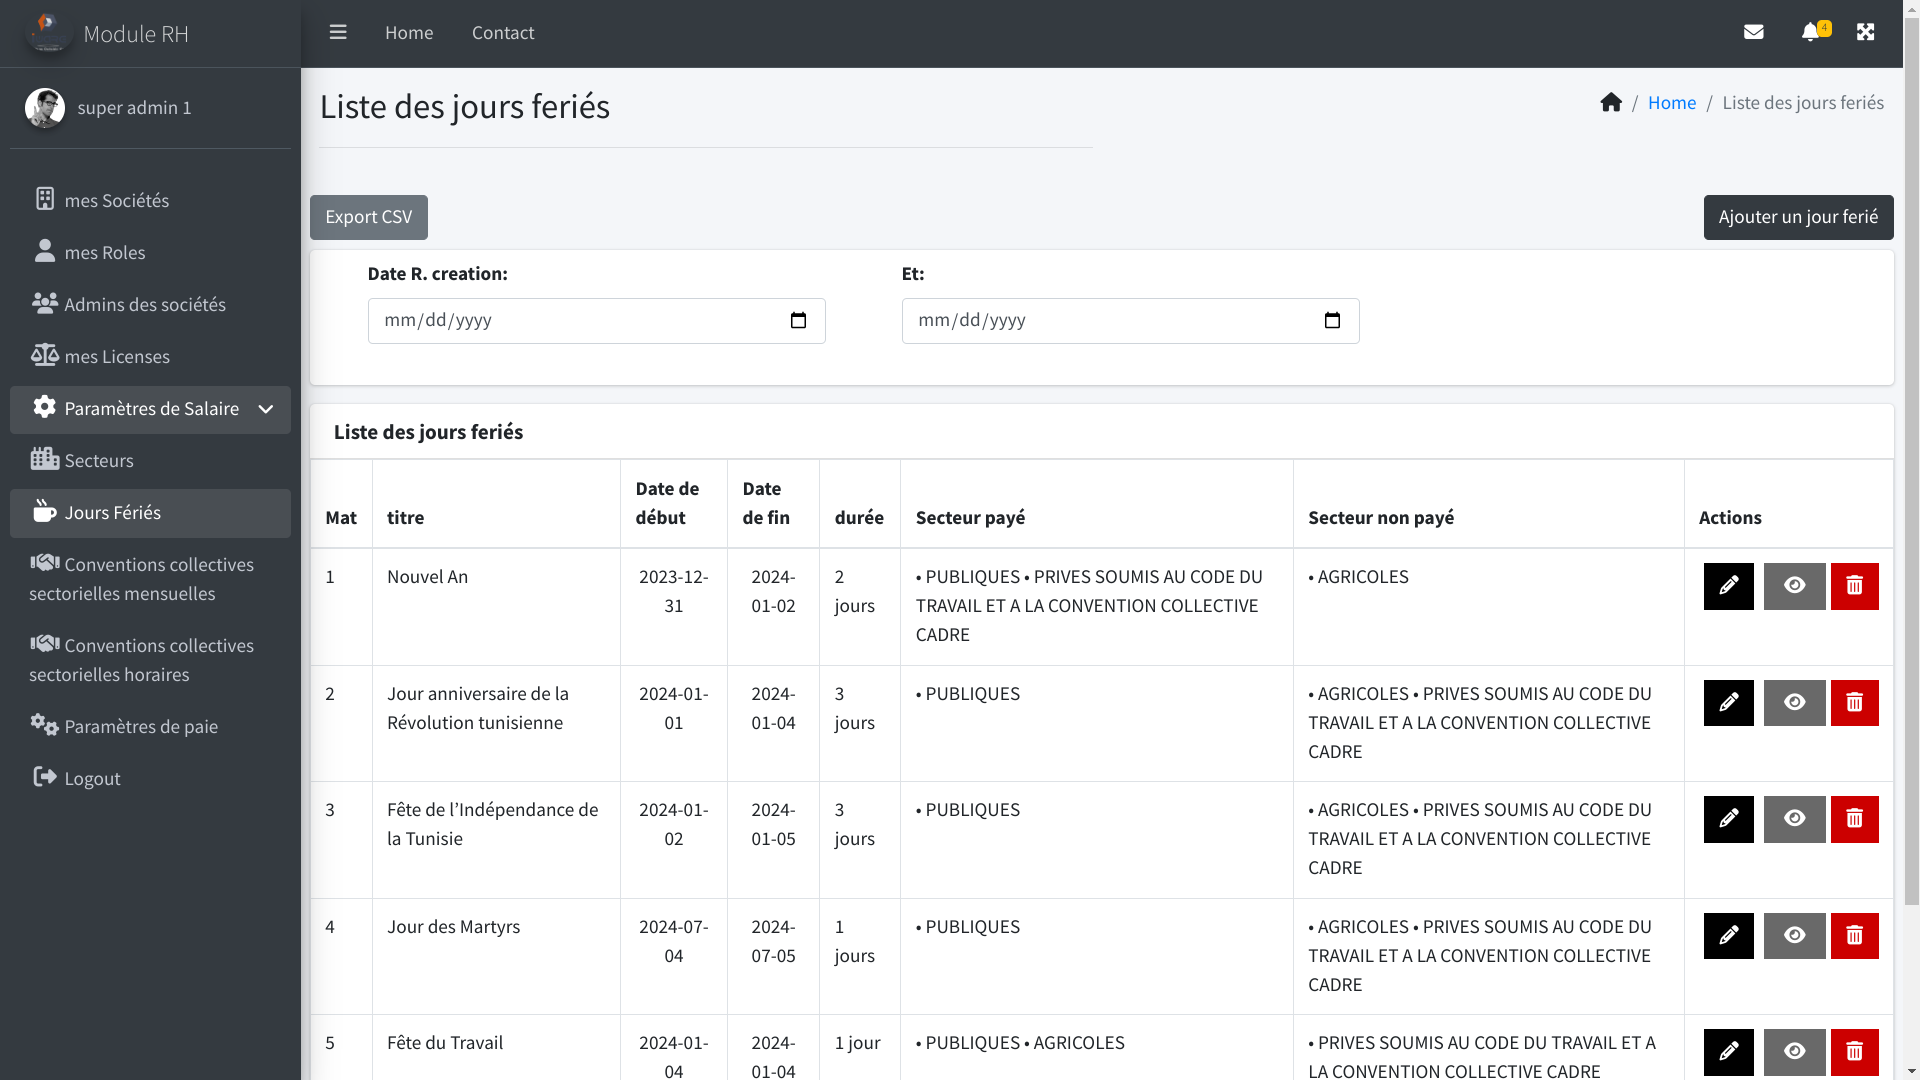 Module RH
Home
Contact
4
super admin 1
Liste des jours feriés
/ Home / Liste des jours feriés
mes Sociétés
mes Roles
Admins des sociétés
mes Licenses
Paramètres de Salaire
Secteurs
Jours Fériés
Conventions collectives
sectorielles mensuelles
Conventions collectives
sectorielles horaires
Paramètres de paie
Logout
Export CSV
Ajouter un jour ferié
Date R. creation:
Et:
mm/dd/yyyy
mm/dd/yyyy
Liste des jours feriés
Mat
titre
Date de
début
Date
de fin
durée
Secteur payé
Secteur non payé
Actions
1
Nouvel An
2023-12-
31
2024-
01-02
2
jours
• PUBLIQUES • PRIVES SOUMIS AU CODE DU
TRAVAIL ET A LA CONVENTION COLLECTIVE
CADRE
• AGRICOLES
2
Jour anniversaire de la
Révolution tunisienne
2024-01-
01
2024-
01-04
3
jours
• PUBLIQUES
• AGRICOLES • PRIVES SOUMIS AU CODE DU
TRAVAIL ET A LA CONVENTION COLLECTIVE
CADRE
3
Fête de l’Indépendance de
la Tunisie
2024-01-
02
2024-
01-05
3
jours
• PUBLIQUES
• AGRICOLES • PRIVES SOUMIS AU CODE DU
TRAVAIL ET A LA CONVENTION COLLECTIVE
CADRE
4
Jour des Martyrs
2024-07-
04
2024-
07-05
1
jours
• PUBLIQUES
• AGRICOLES • PRIVES SOUMIS AU CODE DU
TRAVAIL ET A LA CONVENTION COLLECTIVE
CADRE
5
Fête du Travail
2024-01-
04
2024-
01-04
1 jour
• PUBLIQUES • AGRICOLES
• PRIVES SOUMIS AU CODE DU TRAVAIL ET A
LA CONVENTION COLLECTIVE CADRE